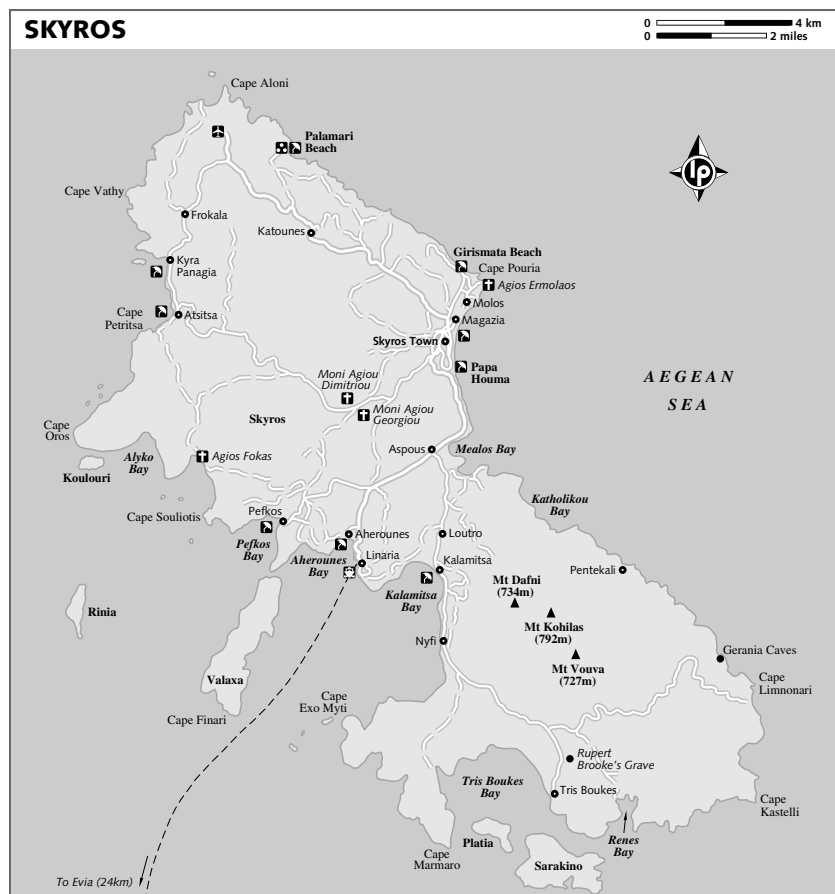 SKYROS
0 4 km
0 2 miles
Cape Aloni
Palamari
Beach
lp
Cape Vathy
Frokala
Katounes
Girismata Beach
Cape Pouria
Kyra
Panagia
Agios Ermolaos
Molos
Cape
Petritsa
Atsitsa
Magazia
Skyros Town
Papa
Houma
AEGEAN
SEA
Moni Agiou
Dimitriou
Moni Agiou
Georgiou
Skyros
Cape
Oros
Koulouri
Alyko
Bay
Agios Fokas
Aspous
Mealos Bay
Katholikou
Bay
Cape Souliotis
Pefkos
Pefkos
Bay
Aherounes
Aherounes
Bay
Linaria
Loutro
Kalamitsa
Kalamitsa
Bay
Pentekali
Mt Dafni
(734m)
Mt Kohilas
(792m)
Mt Vouva
(727m)
Rinia
Nyfi
Gerania Caves
Cape
Limnonari
Valaxa
Cape Finari
Cape
Exo Myti
Rupert
Brooke's Grave
Tris Boukes
Bay
Tris Boukes
Cape
Kastelli
Renes
Bay
Platia
Cape
Marmaro
Sarakino
To Evia (24km)